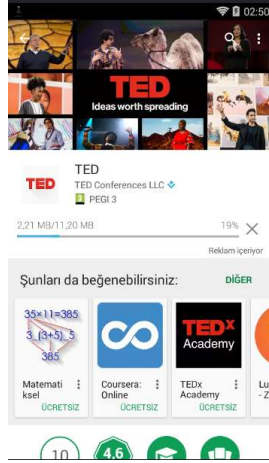 02:50
TED
Ideas worth spreading
TED
TED
TED Conferences LLC
PEGI 3
2,21 MB/11,20 MB
19%
Reklam içeriyor
Şunları da beğenebilirsiniz:
DİĞER
35×11=385
3 (3+5) 5
385
TEDx
Academy
Matemati
ksel
ÜCRETSİZ
Coursera:
Online
ÜCRETSİZ
TEDx
Academy
ÜCRETSİZ
Lu
- Z
10
4,6